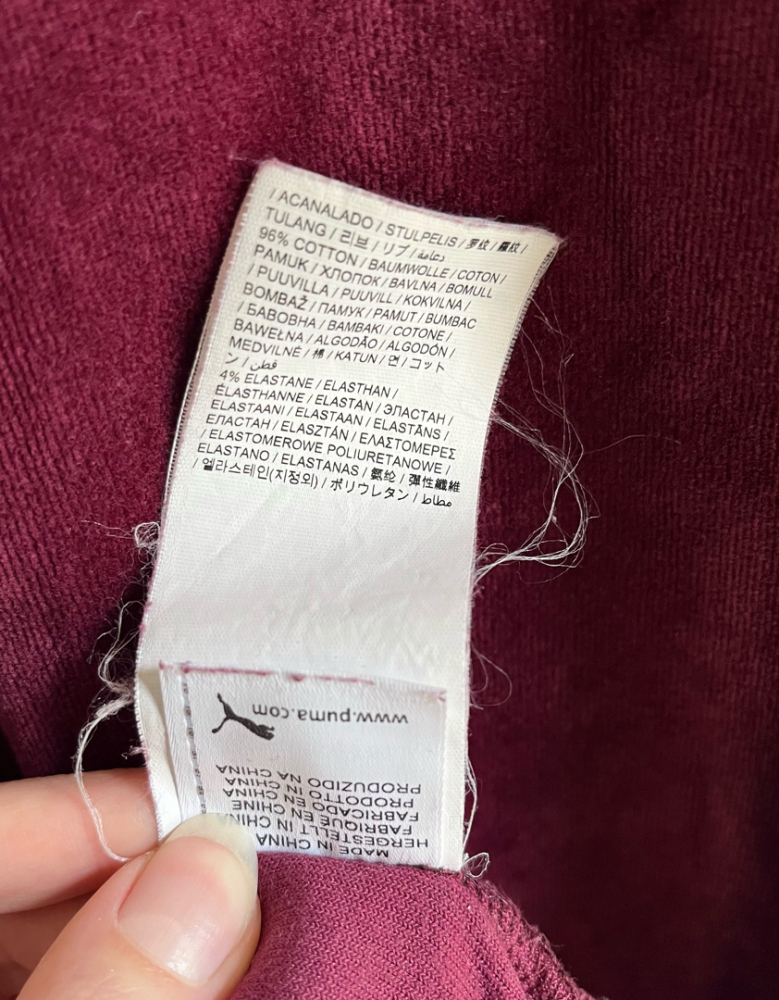 / ACANALADO / STULPELIS / 罗纹 / 羅紋 /
TULANG / 리브 / リブ / دعامة
96% COTTON / BAUMWOLLE / COTON /
PAMUK / ХЛОПОК / BAVLNA / BOMULL
/ PUUVILLA / PUUVILL / KOKVILNA /
BOMBAŽ / ПАМУК / PAMUT / BUMBAC
/ БАВОВНА / ΒΑΜΒΑΚΙ / COTONE /
BAWEŁNA / ALGODÃO / ALGODÓN /
MEDVILNĖ / 棉 / KATUN / 면 / コット
ン / قطن
4% ELASTANE / ELASTHAN /
ÉLASTHANNE / ELASTAN / ЭЛАСТАН /
ELASTAANI / ELASTAAN / ELASTĀNS /
ЕЛАСТАН / ELASZTÁN / ΕΛΑΣΤΟΜΕΡΕΣ
/ ELASTOMEROWE POLIURETANOWE /
ELASTANO / ELASTANAS / 氨纶 / 彈性纖維
/ 엘라스테인(지정외) / ポリウレタン / مطاط
www.puma.com
MADE IN CHINA
HERGESTELLT IN CHINA
FABRIQUÉ EN CHINE
FABRICADO EN CHINA
PRODOTTO IN CHINA
PRODUZIDO NA CHINA